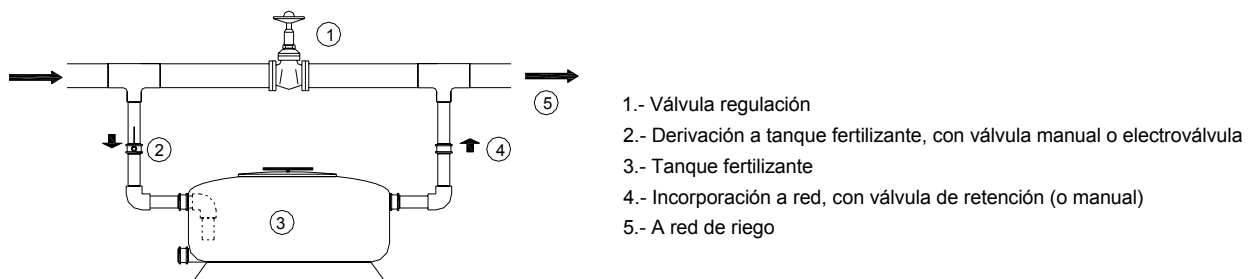 1
5
2
4
3
1.- Válvula regulación
2.- Derivación a tanque fertilizante, con válvula manual o electroválvula
3.- Tanque fertilizante
4.- Incorporación a red, con válvula de retención (o manual)
5.- A red de riego